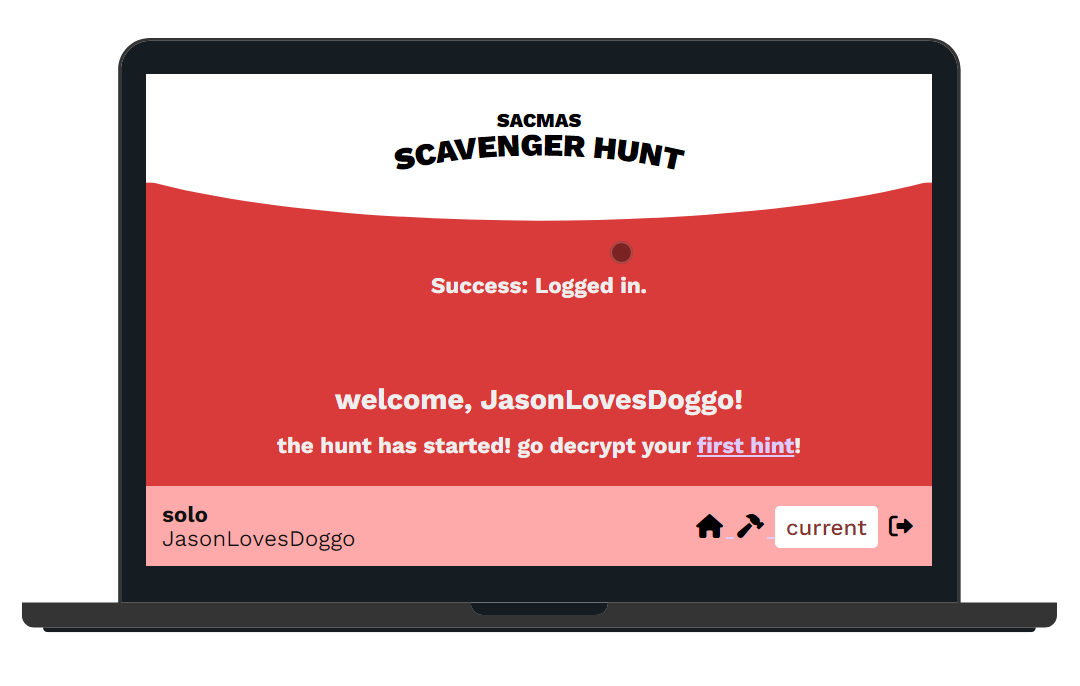 SACMAS
SCAVENGER HUNT
Success: Logged in.
welcome, JasonLovesDoggo!
the hunt has started! go decrypt your first hint!
solo
JasonLovesDoggo
current